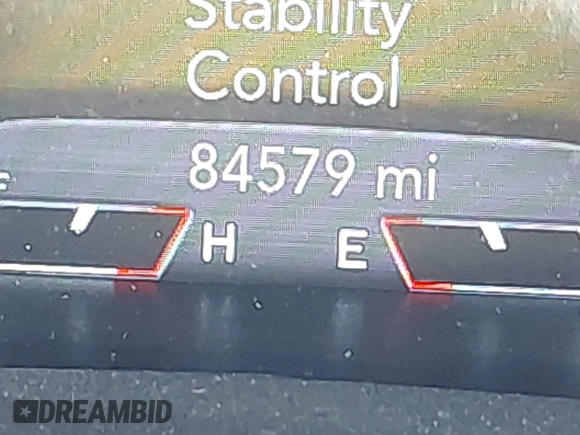 Stability
Control
84579 mi
H E
DREAMBID